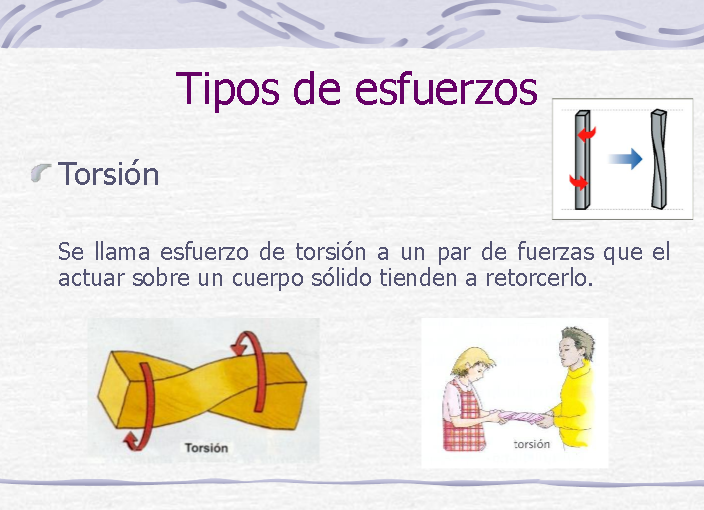 Tipos de esfuerzos
Torsión
Se llama esfuerzo de torsión a un par de fuerzas que el
actuar sobre un cuerpo sólido tienden a retorcerlo.
Torsión
torsión